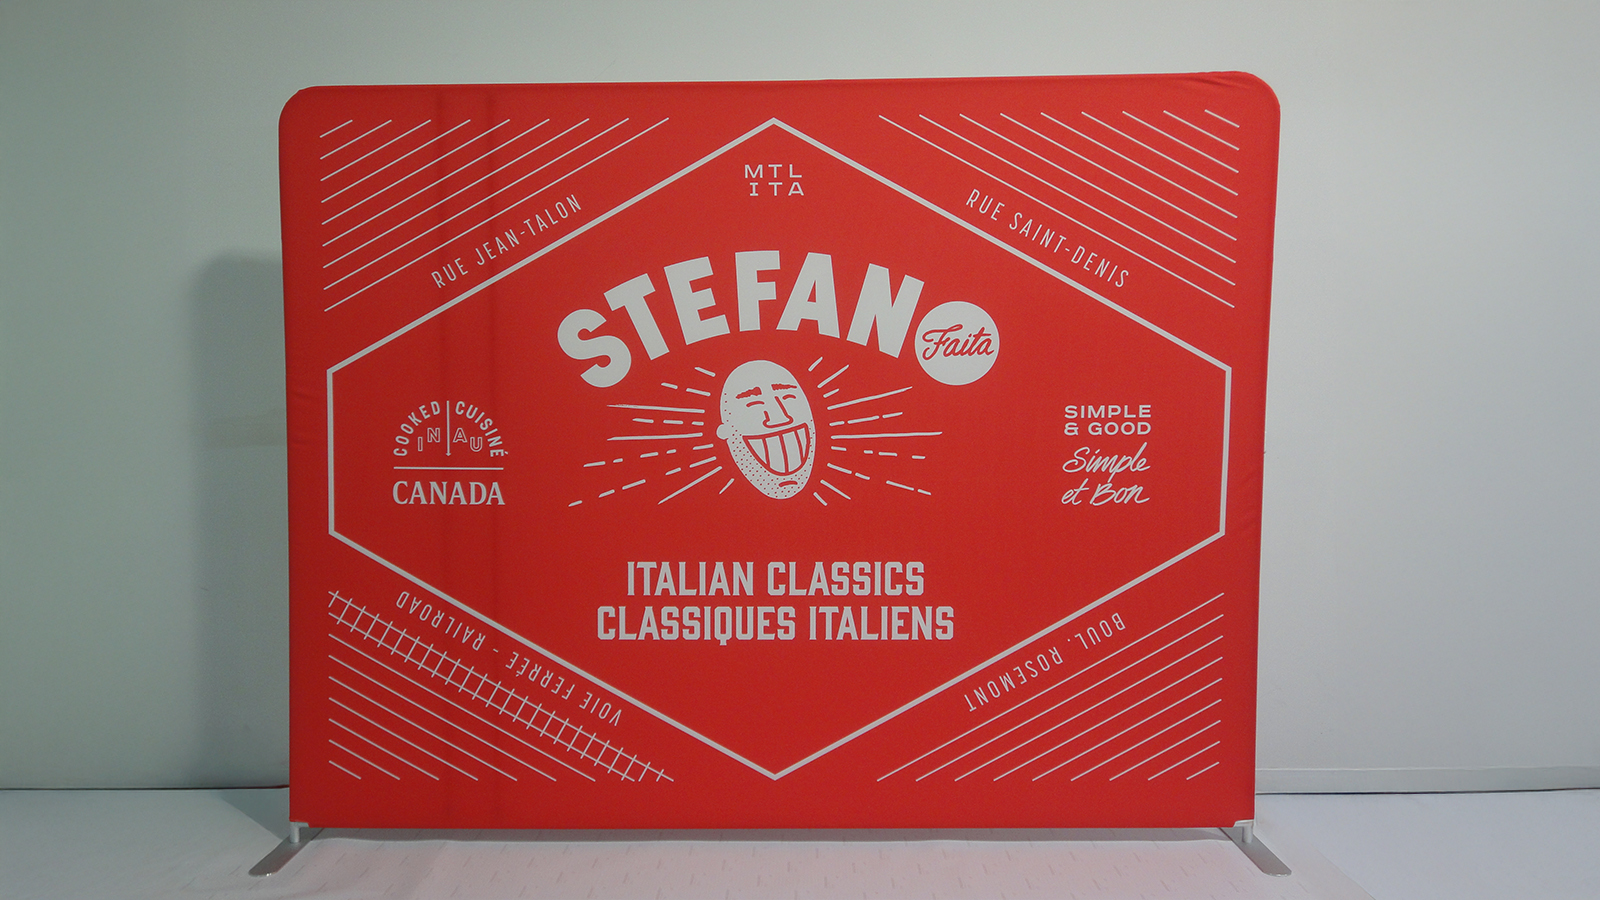 MTL
ITA
RUE JEAN-TALON
RUE SAINT-DENIS
STEFANO
Faita
COOKED CUISINÉ
IN AU
CANADA
SIMPLE
& GOOD
Simple
et Bon
ITALIAN CLASSICS
CLASSIQUES ITALIENS
VOIE FERRÉE - RAILROAD
BOUL. ROSEMONT